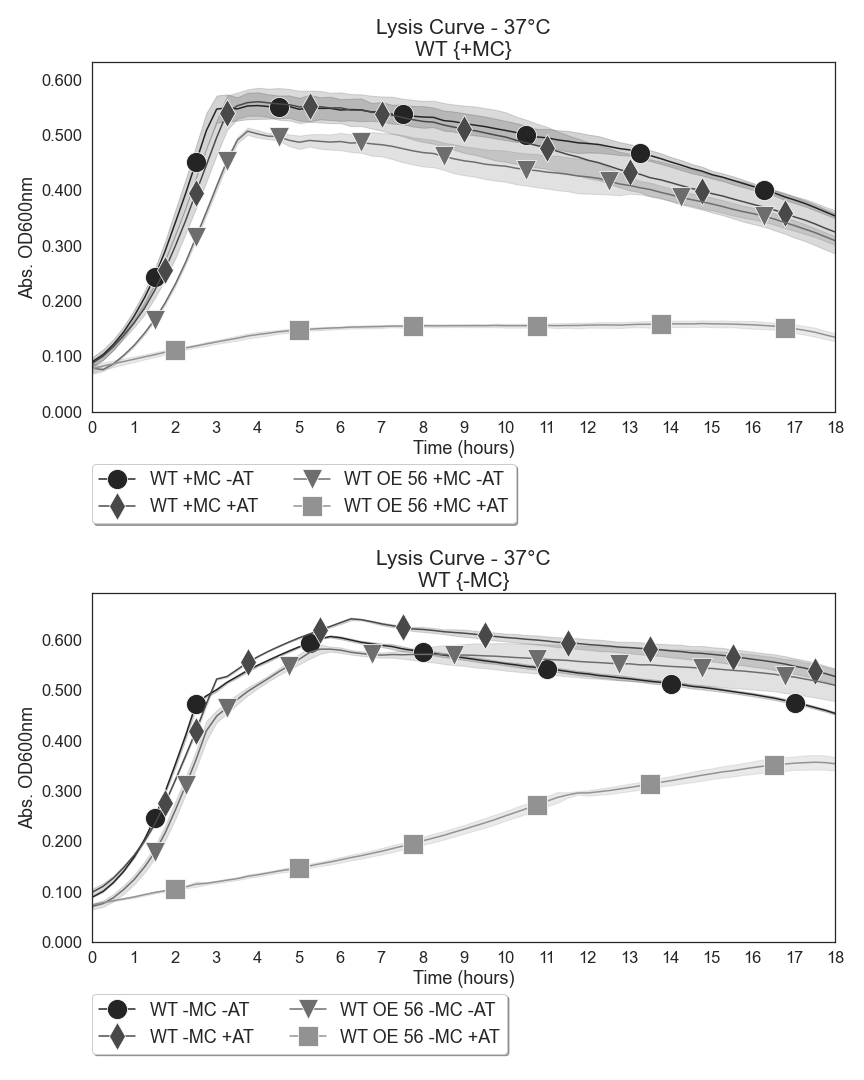 Lysis Curve - 37°C
WT {+MC}
Abs. OD600nm
0.600
0.500
0.400
0.300
0.200
0.100
0.000
0 1 2 3 4 5 6 7 8 9 10 11 12 13 14 15 16 17 18
Time (hours)
WT +MC -AT WT OE 56 +MC -AT
WT +MC +AT WT OE 56 +MC +AT
Lysis Curve - 37°C
WT {-MC}
Abs. OD600nm
0.600
0.500
0.400
0.300
0.200
0.100
0.000
0 1 2 3 4 5 6 7 8 9 10 11 12 13 14 15 16 17 18
Time (hours)
WT -MC -AT WT OE 56 -MC -AT
WT -MC +AT WT OE 56 -MC +AT